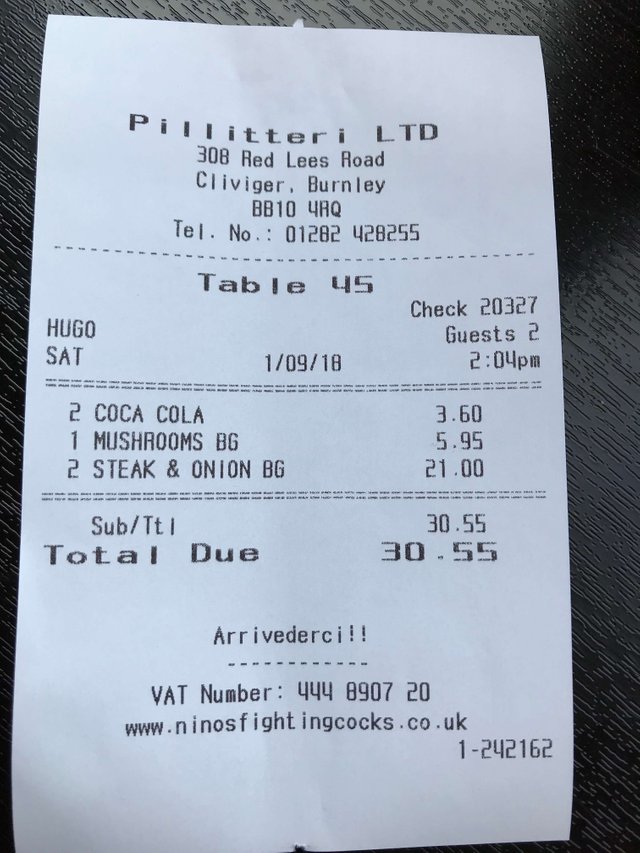 Pillitteri LTD
308 Red Lees Road
Cliviger, Burnley
BB10 4RQ
Tel. No.: 01282 428255
Table 45
Check 20327
HUGO
Guests 2
SAT 1/09/18 2:04pm
2 COCA COLA 3.60
1 MUSHROOMS BG 5.95
2 STEAK & ONION BG 21.00
Sub/Ttl 30.55
Total Due 30.55
Arrivederci!!
------------
VAT Number: 444 8907 20
www.ninosfightingcocks.co.uk
1-242162